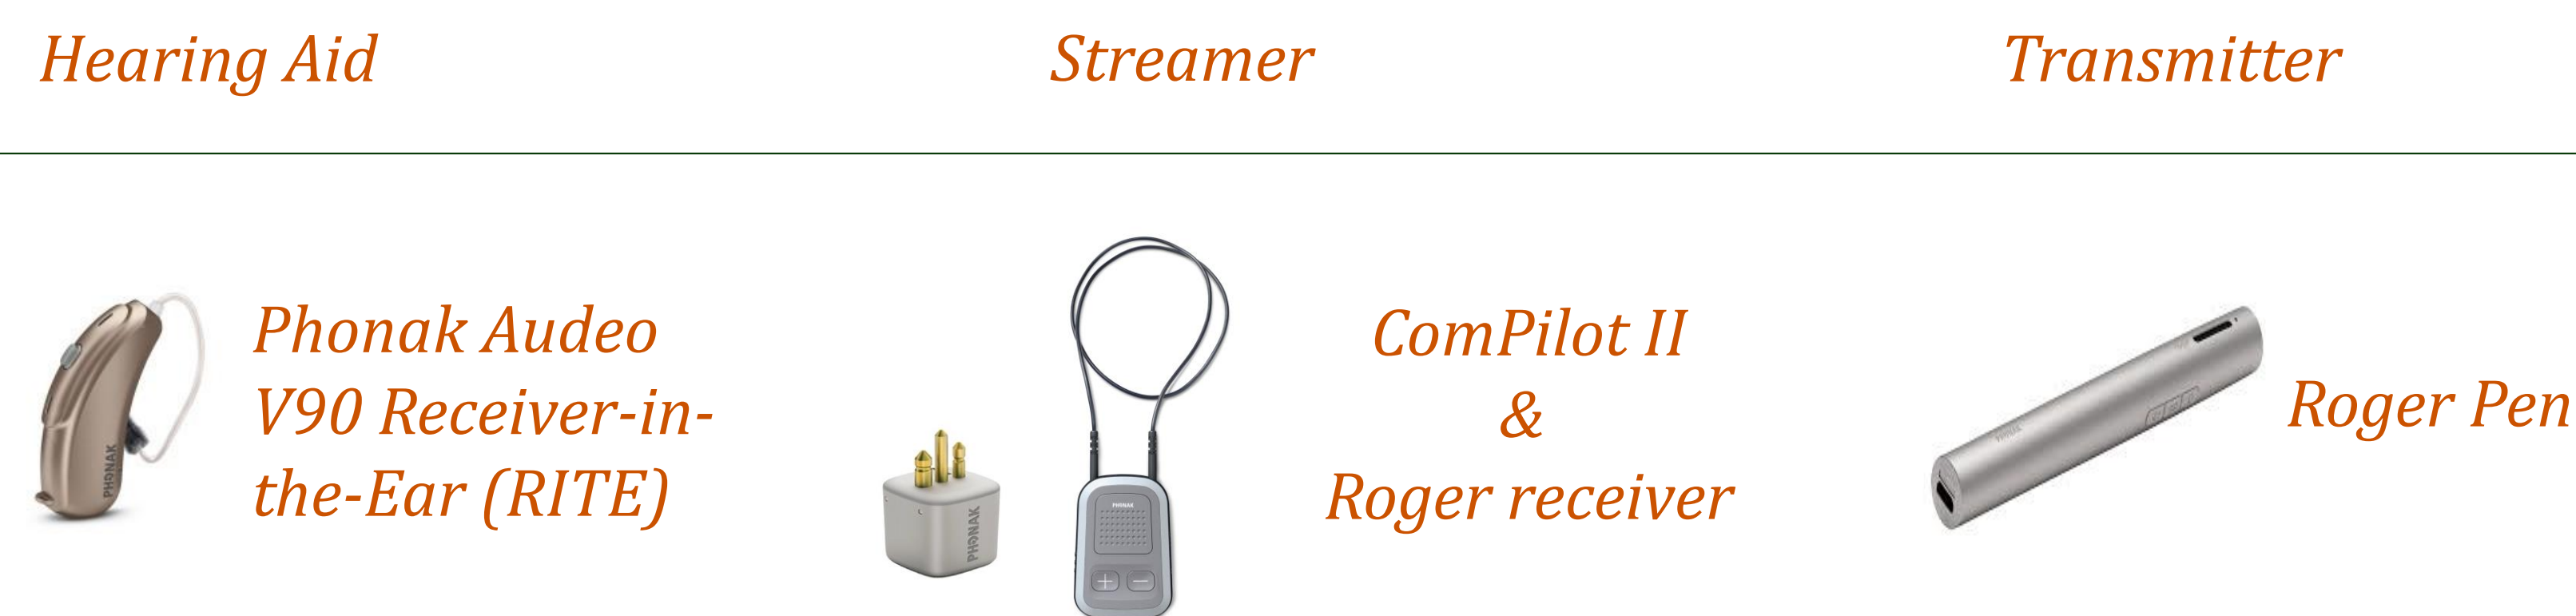 Hearing Aid
Streamer
Transmitter
Phonak Audeo
V90 Receiver-in-
the-Ear (RITE)
PHONAK
PHONAK
PHONAK
ComPilot II
&
Roger receiver
Roger Pen